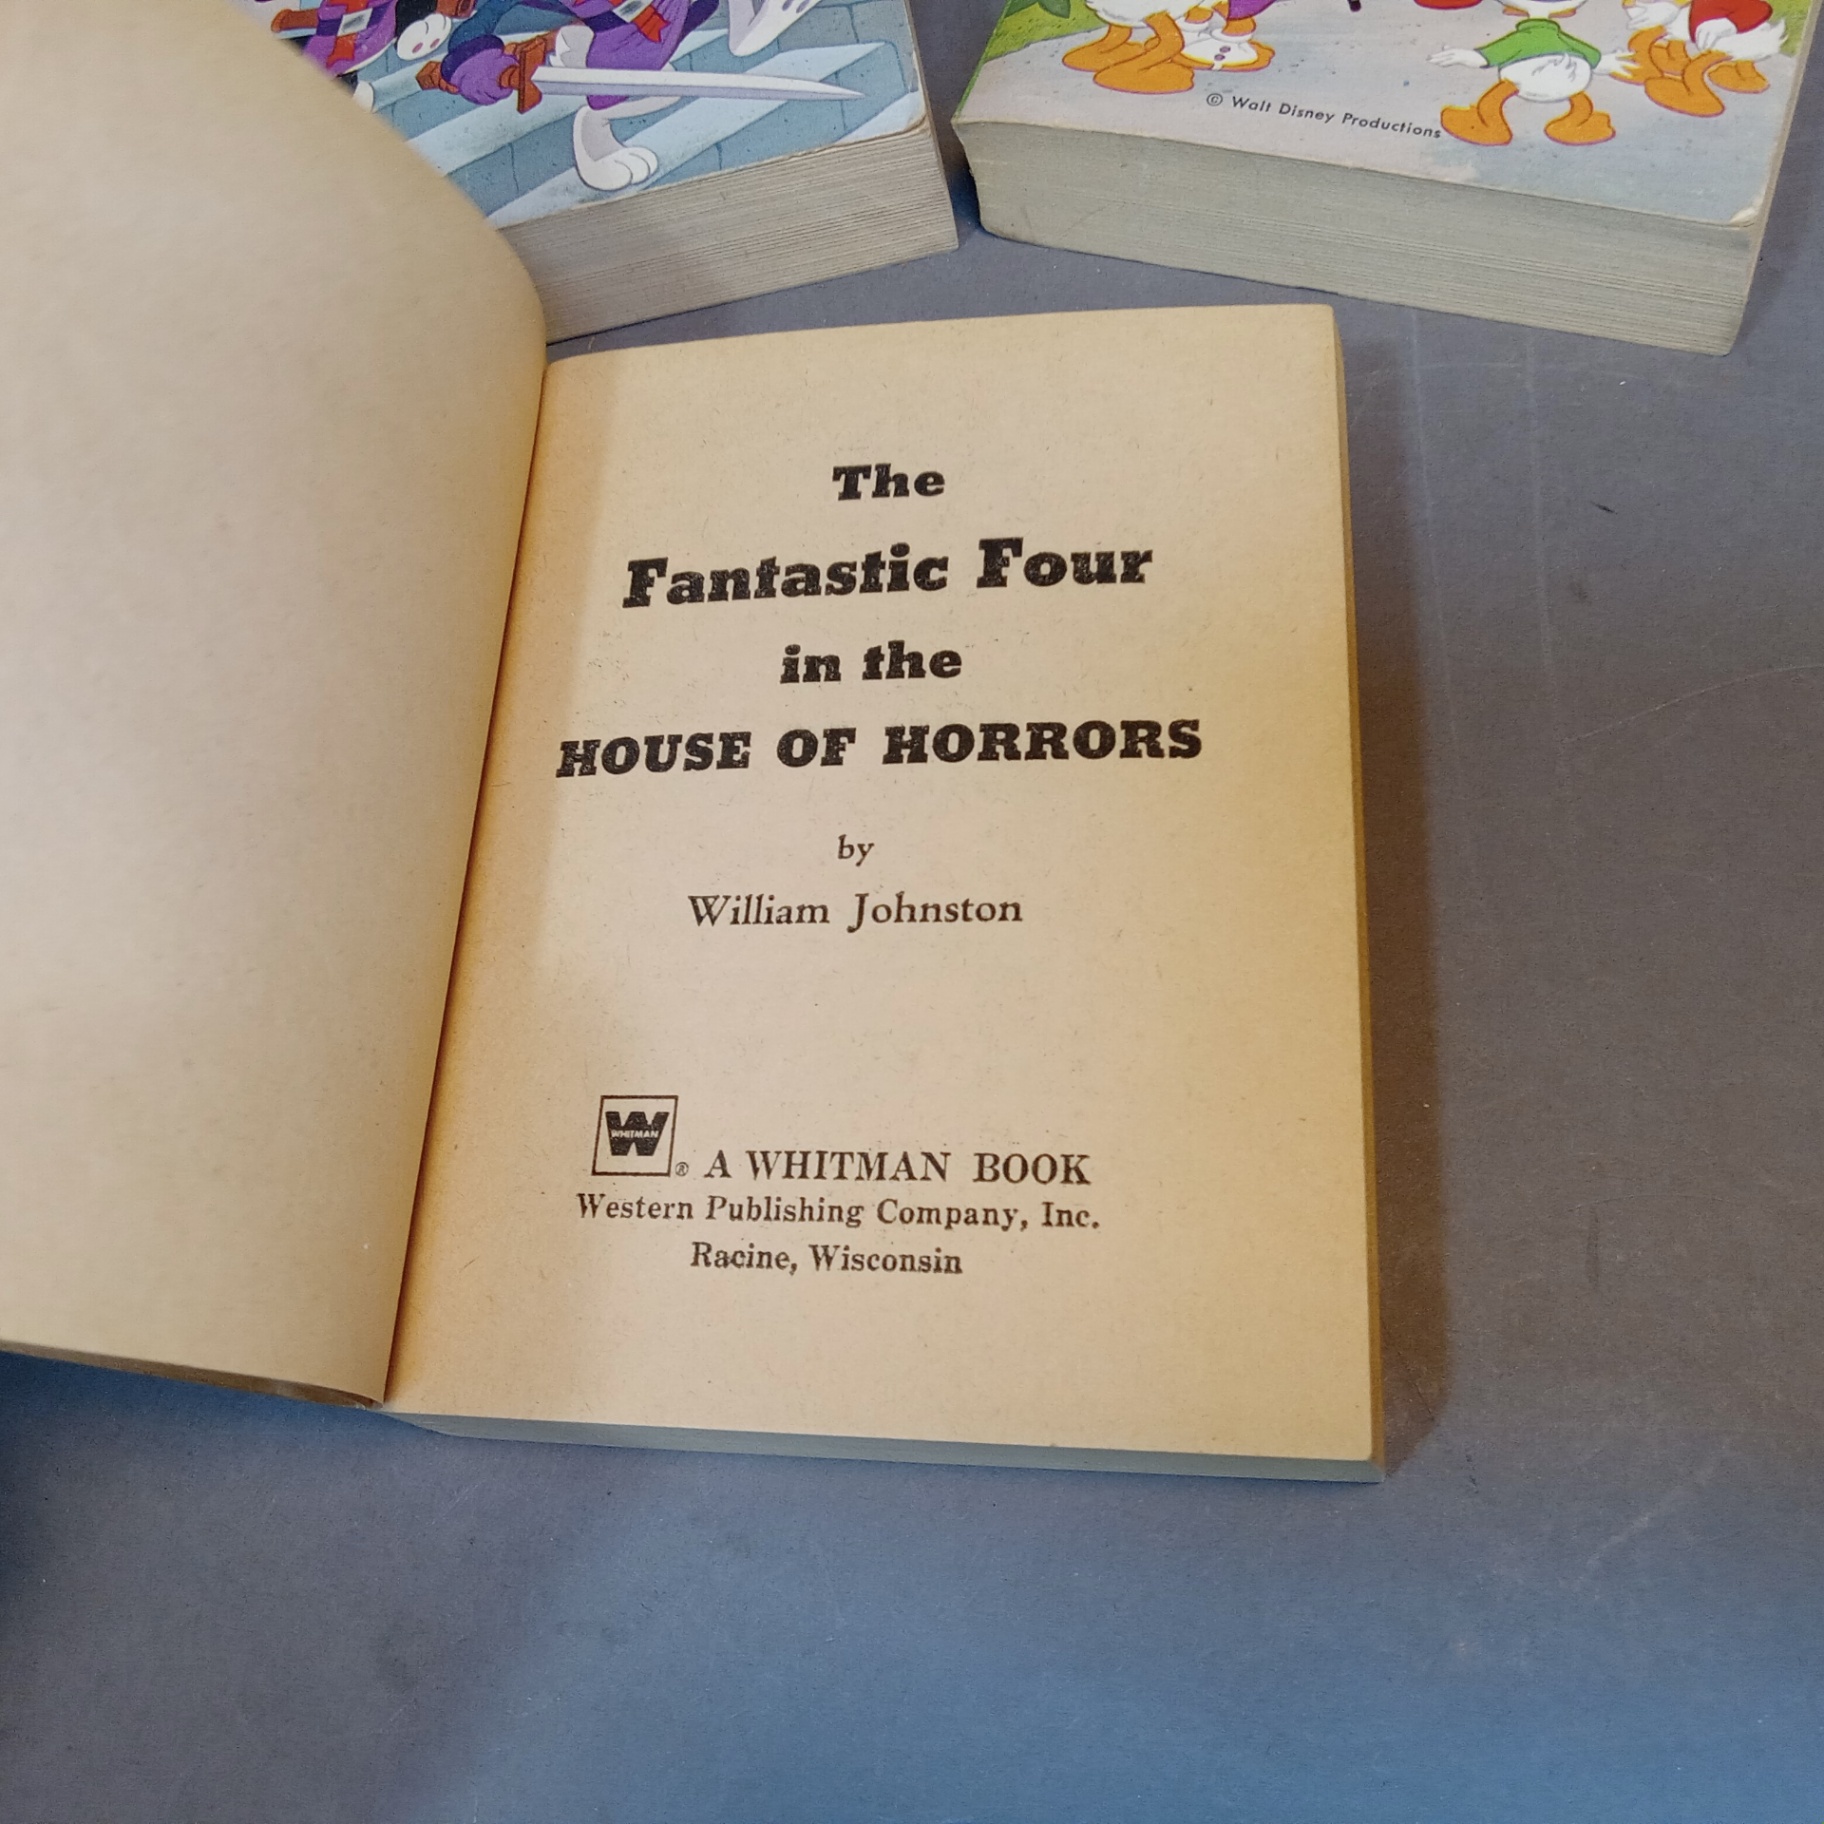 © Walt Disney Productions
The
Fantastic Four
in the
HOUSE OF HORRORS
by
William Johnston
WHITMAN
® A WHITMAN BOOK
Western Publishing Company, Inc.
Racine, Wisconsin